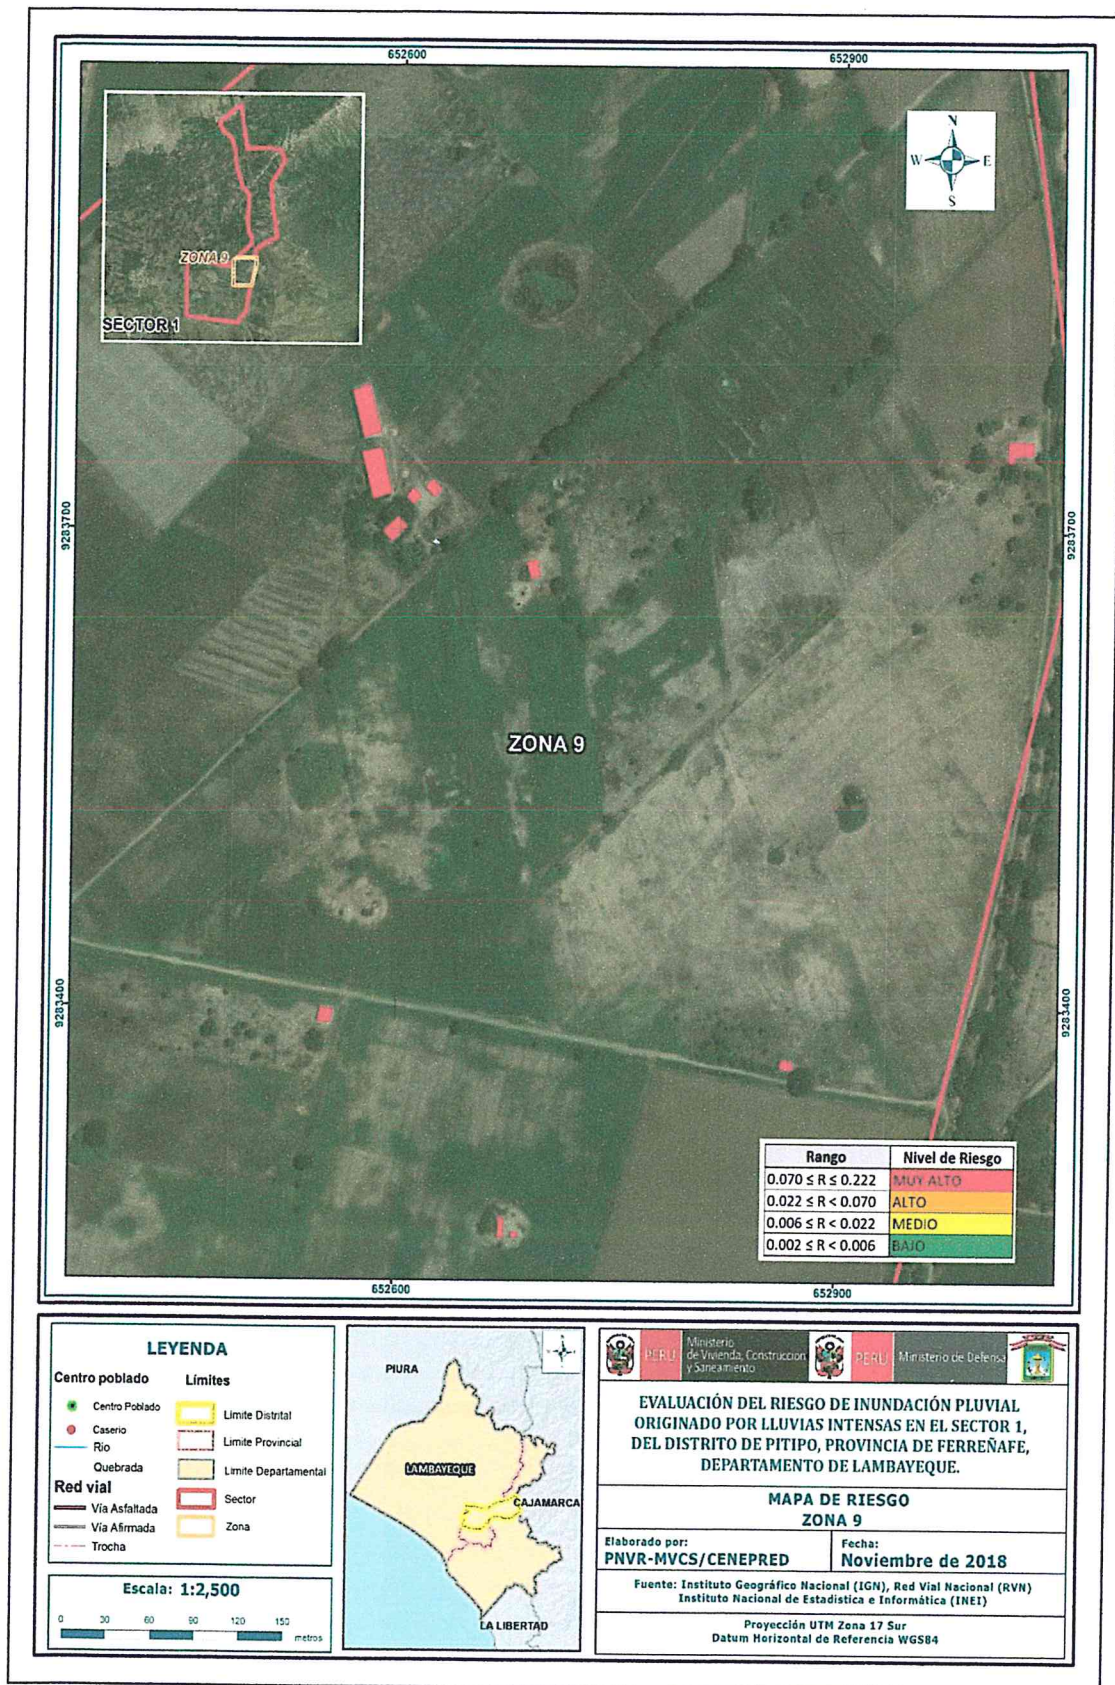 652600
652900
N
W
E
S
ZONA 9
SECTOR 1
9283700
9283700
ZONA 9
9283400
9283400
Rango
Nivel de Riesgo
0.070 ≤ R ≤ 0.222
MUY ALTO
0.022 ≤ R < 0.070
ALTO
0.006 ≤ R < 0.022
MEDIO
0.002 ≤ R < 0.006
BAJO
652600
652900
LEYENDA
Centro poblado
Centro Poblado
Caserio
Rio
Quebrada
Red vial
Vía Asfaltada
Vía Afirmada
Trocha
Límites
Límite Distrital
Limite Provincial
Limite Departamental
Sector
Zona
Escala: 1:2,500
0 30 60 90 120 150
metros
PIURA
LAMBAYEQUE
CAJAMARCA
LA LIBERTAD
PERÚ
Ministerio
de Vivienda, Construcción
y Saneamiento
PERÚ
Ministerio de Defensa
EVALUACIÓN DEL RIESGO DE INUNDACIÓN PLUVIAL
ORIGINADO POR LLUVIAS INTENSAS EN EL SECTOR 1,
DEL DISTRITO DE PITIPO, PROVINCIA DE FERREÑAFE,
DEPARTAMENTO DE LAMBAYEQUE.
MAPA DE RIESGO
ZONA 9
Elaborado por:
PNVR-MVCS/CENEPRED
Fecha:
Noviembre de 2018
Fuente: Instituto Geográfico Nacional (IGN), Red Vial Nacional (RVN)
Instituto Nacional de Estadistica e Informática (INEI)
Proyección UTM Zona 17 Sur
Datum Horizontal de Referencia WGS84